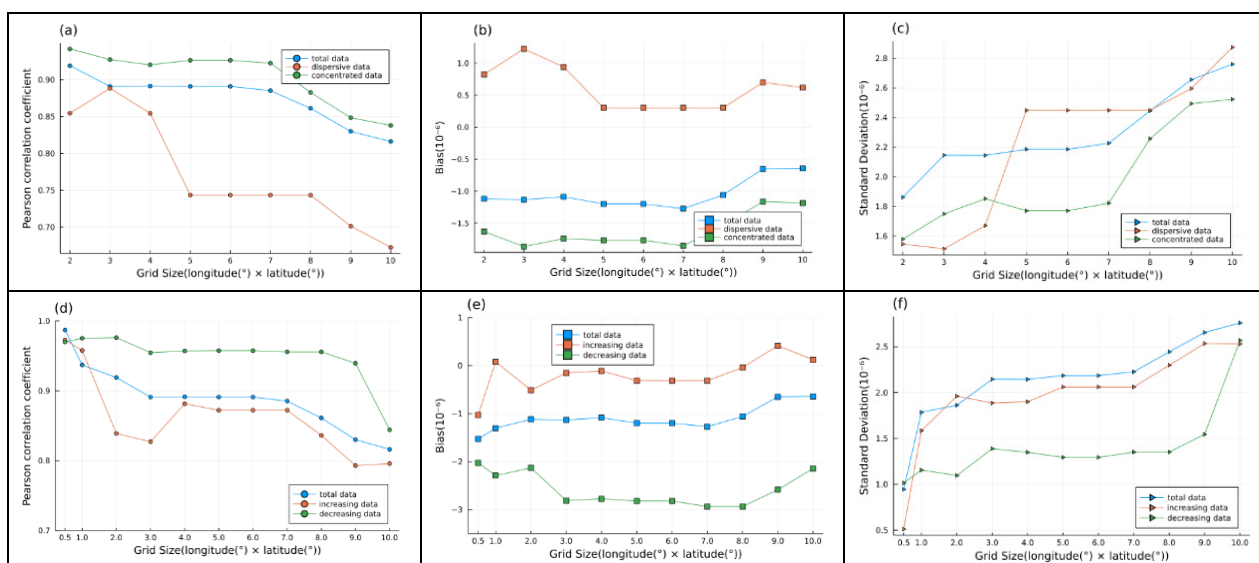 (a)
Pearson correlation coefficient
0.90
0.85
0.80
0.75
0.70
total data
dispersive data
concentrated data
2 3 4 5 6 7 8 9 10
Grid Size(longitude(°) × latitude(°))
(b)
Bias(10⁻⁶)
1.0
0.5
0.0
−0.5
−1.0
−1.5
total data
dispersive data
concentrated data
2 3 4 5 6 7 8 9 10
Grid Size(longitude(°) × latitude(°))
(c)
Standard Deviation(10⁻⁶)
2.8
2.6
2.4
2.2
2.0
1.8
1.6
total data
dispersive data
concentrated data
2 3 4 5 6 7 8 9 10
Grid Size(longitude(°) × latitude(°))
(d)
Pearson correlation coefficient
1.0
0.9
0.8
0.7
total data
increasing data
decreasing data
0.5 1.0 2.0 3.0 4.0 5.0 6.0 7.0 8.0 9.0 10.0
Grid Size(longitude(°) × latitude(°))
(e)
Bias(10⁻⁶)
1
0
−1
−2
−3
total data
increasing data
decreasing data
0.5 1.0 2.0 3.0 4.0 5.0 6.0 7.0 8.0 9.0 10.0
Grid Size(longitude(°) × latitude(°))
(f)
Standard Deviation(10⁻⁶)
2.5
2.0
1.5
1.0
0.5
total data
increasing data
decreasing data
0.5 1.0 2.0 3.0 4.0 5.0 6.0 7.0 8.0 9.0 10.0
Grid Size(longitude(°) × latitude(°))